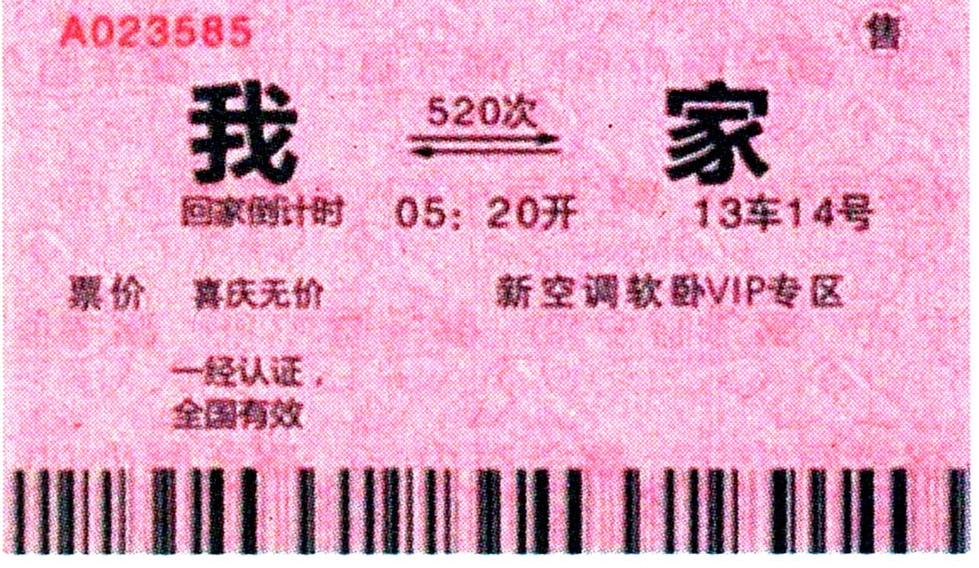 A023585 售
我 520次 家
回家倒计时 05：20开 13车14号
票价 喜庆无价 新空调软卧VIP专区
一经认证，
全国有效